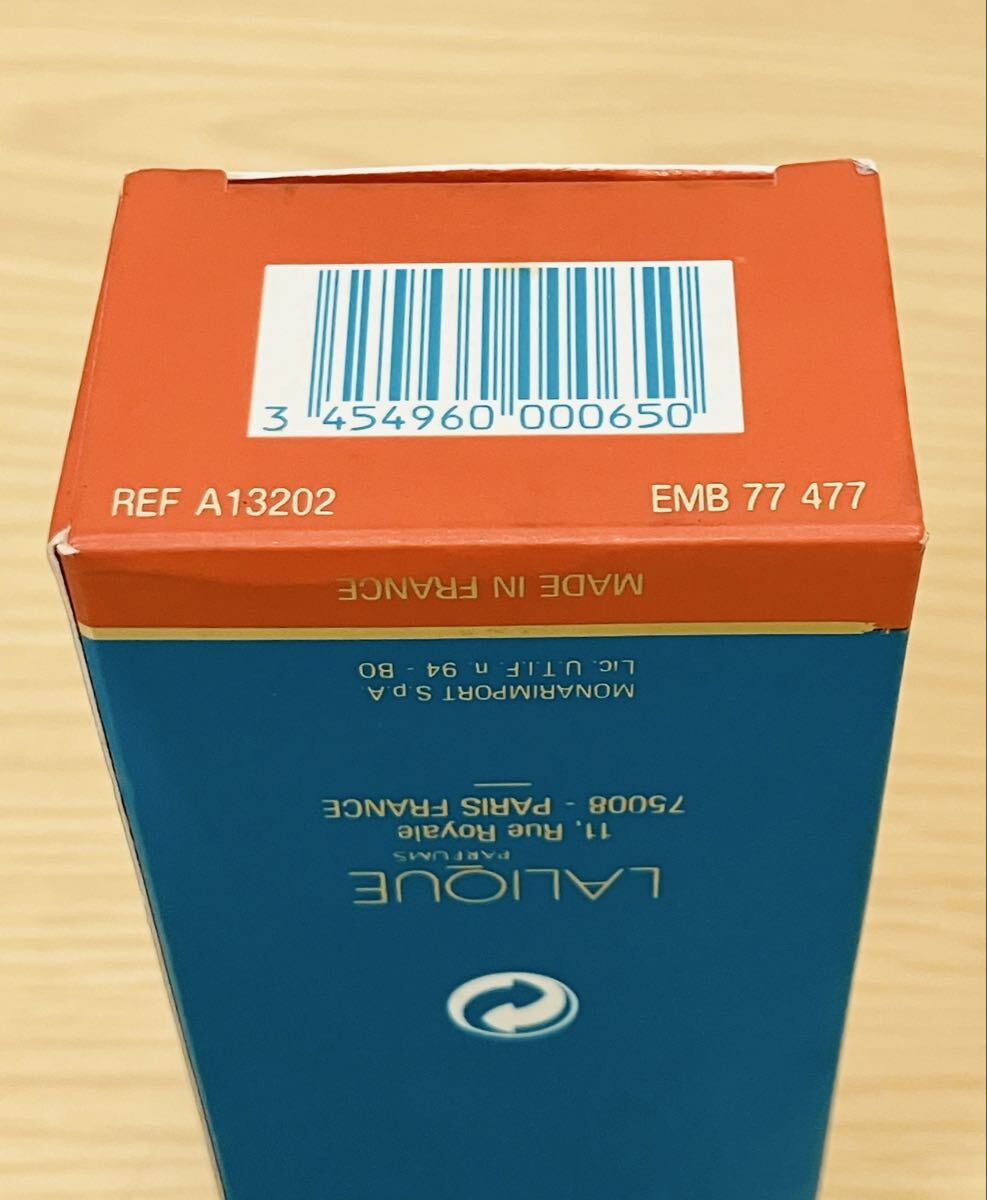 3 454960 000650
REF A13202 EMB 77 477
MADE IN FRANCE
LALIQUE
PARFUMS
11, Rue Royale
75008 - PARIS FRANCE
MONARIMPORT S.p.A.
Lic. U.T.I.F. n. 94 - BO